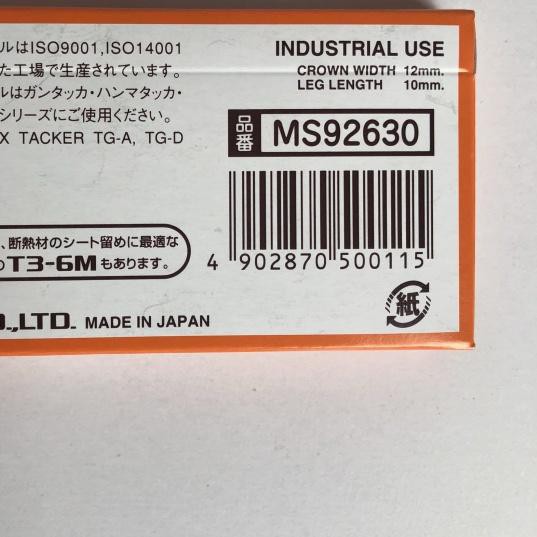 ルはISO9001,ISO14001
た工場で生産されています。
ルはガンタッカ・ハンマタッカ・
シリーズにご使用ください。
X TACKER TG-A, TG-D
INDUSTRIAL USE
CROWN WIDTH 12mm.
LEG LENGTH 10mm.
品番 MS92630
、断熱材のシート留めに最適な
のT3-6Mもあります。
4 902870 500115
紙
O.,LTD. MADE IN JAPAN